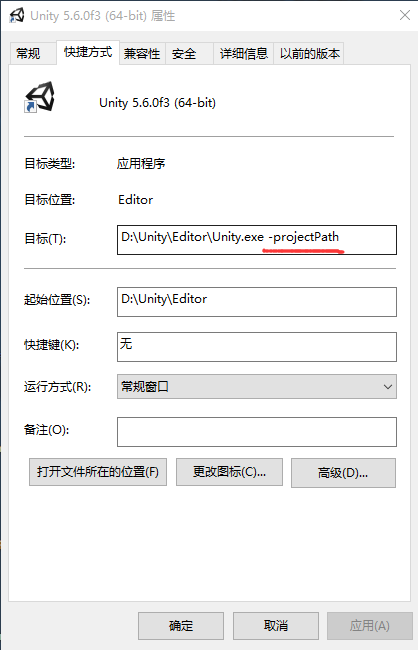 Unity 5.6.0f3 (64-bit) 属性
常规 快捷方式 兼容性 安全 详细信息 以前的版本
Unity 5.6.0f3 (64-bit)
目标类型: 应用程序
目标位置: Editor
目标(T): D:\Unity\Editor\Unity.exe -projectPath
起始位置(S): D:\Unity\Editor
快捷键(K): 无
运行方式(R): 常规窗口
备注(O):
打开文件所在的位置(F) 更改图标(C)... 高级(D)...
确定 取消 应用(A)